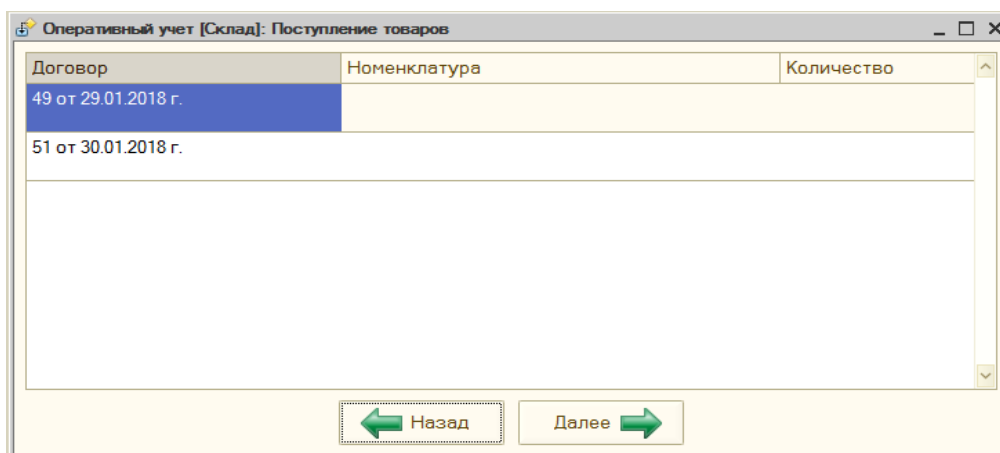 Оперативный учет [Склад]: Поступление товаров
Договор Номенклатура Количество
49 от 29.01.2018 г.
51 от 30.01.2018 г.
Назад Далее